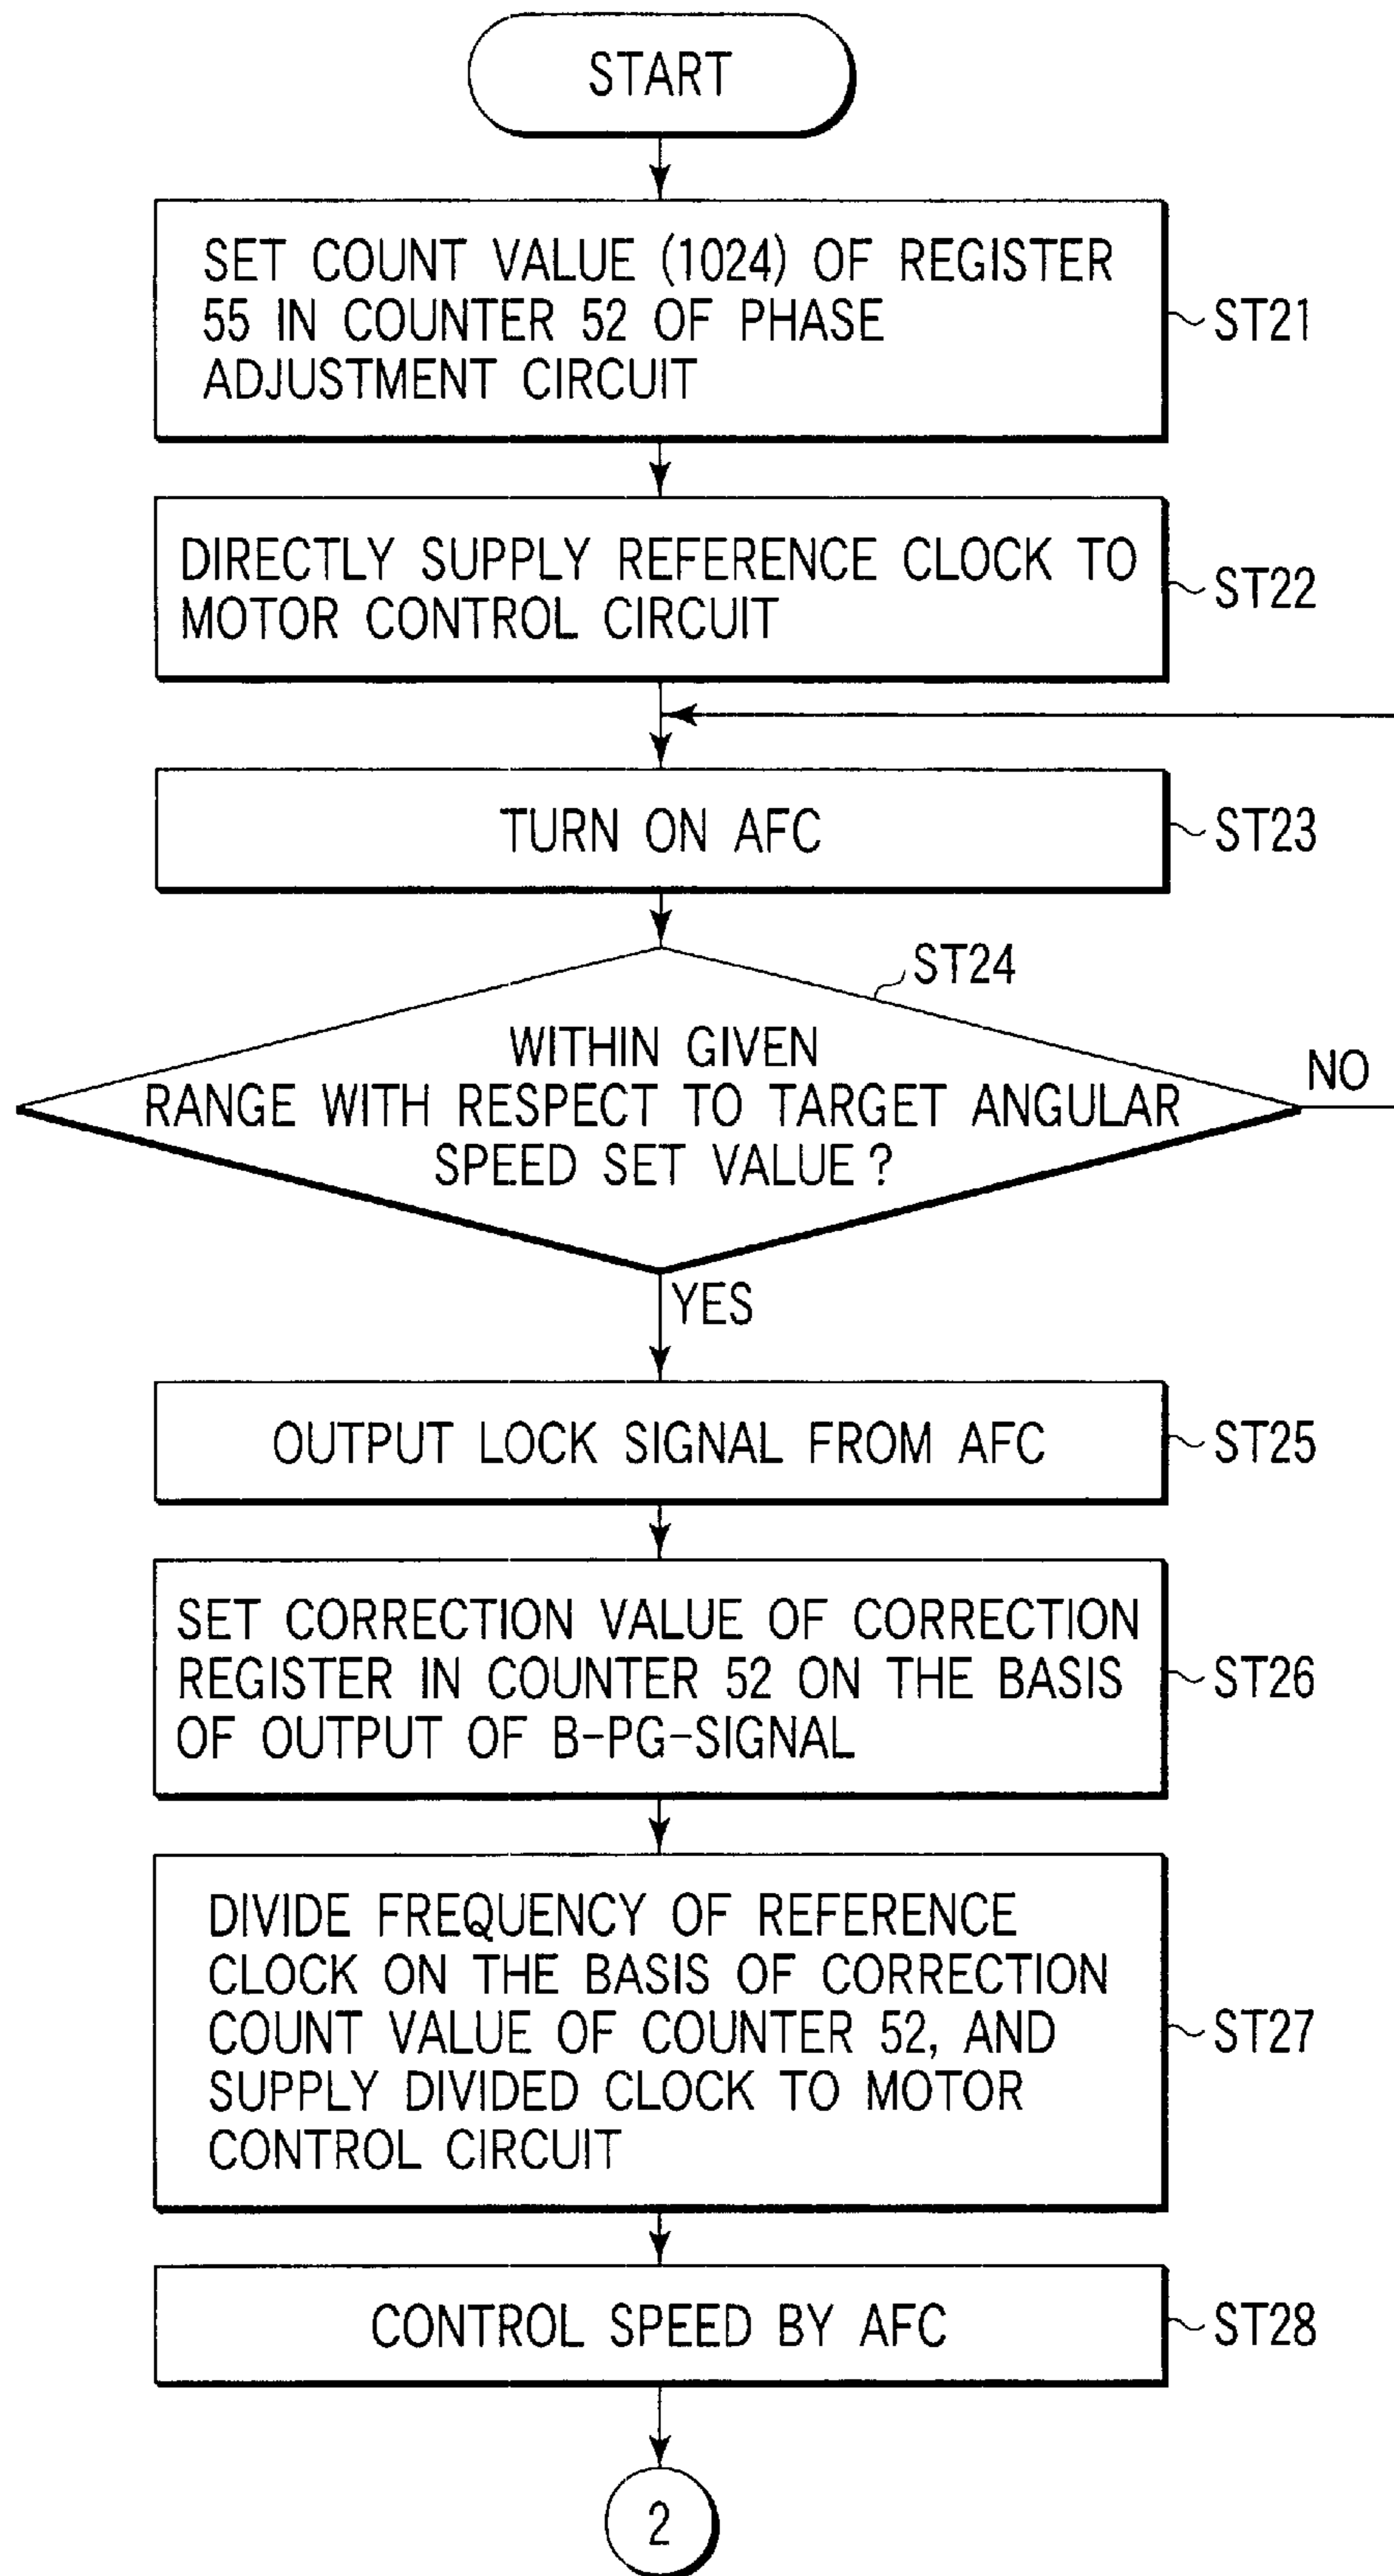 START
SET COUNT VALUE (1024) OF REGISTER
55 IN COUNTER 52 OF PHASE
ADJUSTMENT CIRCUIT
ST21
DIRECTLY SUPPLY REFERENCE CLOCK TO
MOTOR CONTROL CIRCUIT
ST22
TURN ON AFC
ST23
ST24
WITHIN GIVEN
RANGE WITH RESPECT TO TARGET ANGULAR
SPEED SET VALUE?
NO
YES
OUTPUT LOCK SIGNAL FROM AFC
ST25
SET CORRECTION VALUE OF CORRECTION
REGISTER IN COUNTER 52 ON THE BASIS
OF OUTPUT OF B-PG-SIGNAL
ST26
DIVIDE FREQUENCY OF REFERENCE
CLOCK ON THE BASIS OF CORRECTION
COUNT VALUE OF COUNTER 52, AND
SUPPLY DIVIDED CLOCK TO MOTOR
CONTROL CIRCUIT
ST27
CONTROL SPEED BY AFC
ST28
2